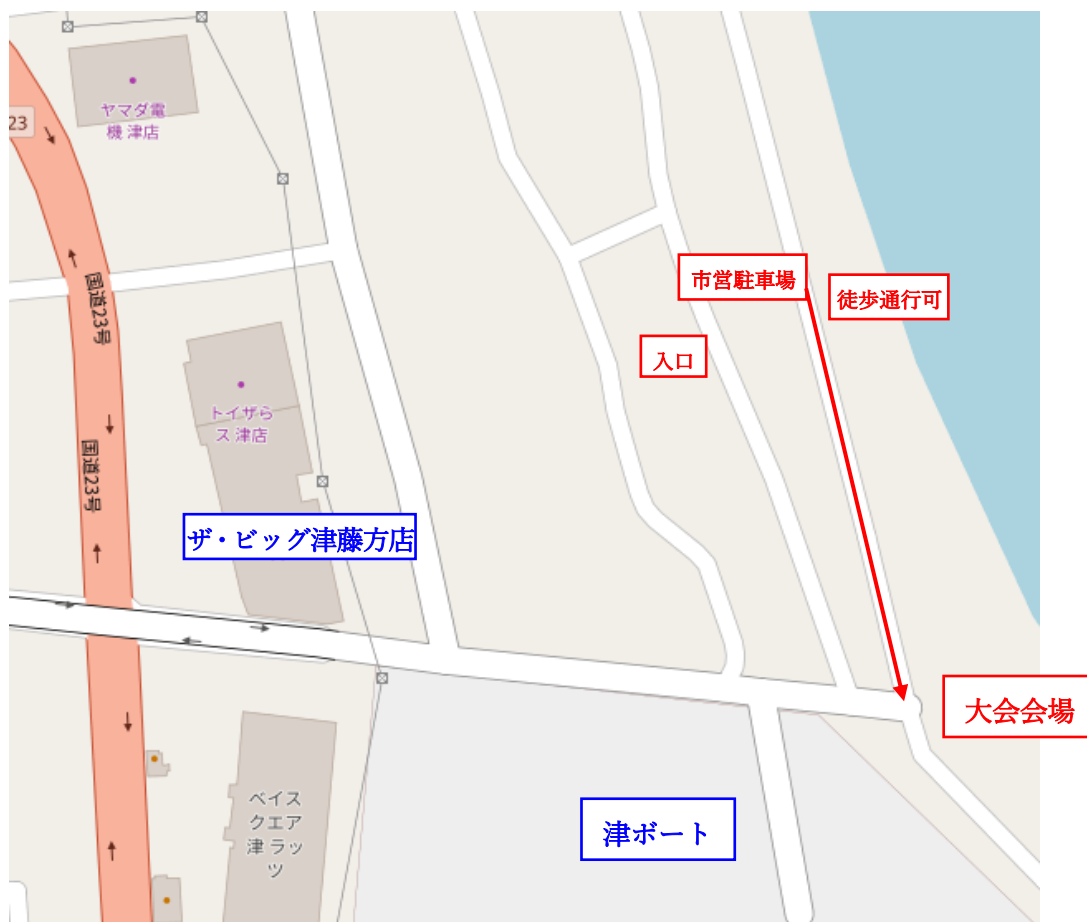 ヤマダ電
機 津店
23
国道23号
市営駐車場
徒歩通行可
入口
トイザら
ス 津店
国道23号
ザ・ビッグ津藤方店
大会会場
ベイス
クエア
津 ラッ
ツ
津ボート